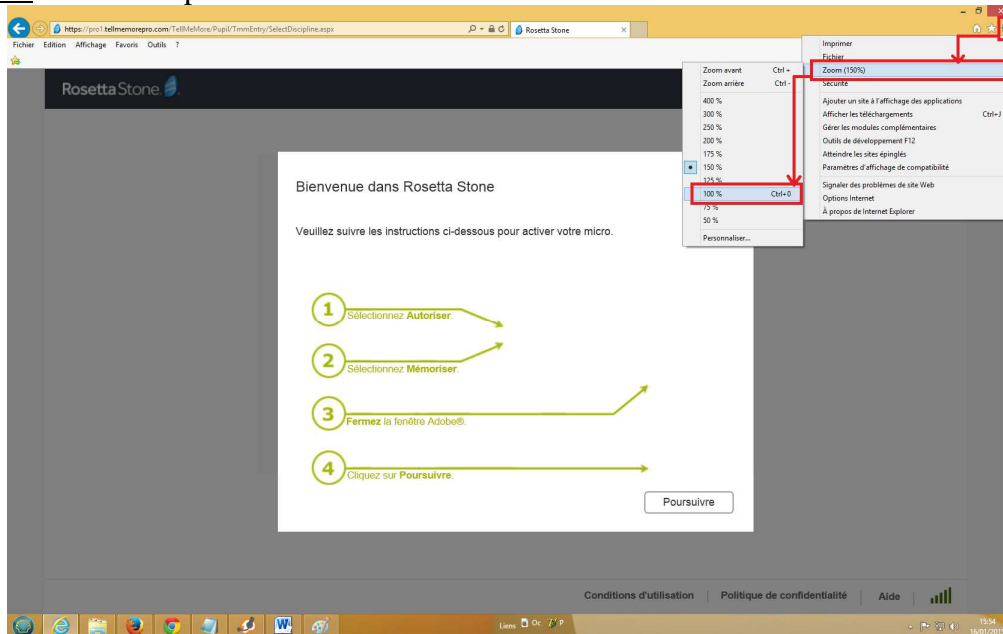 https://pro1.tellmemorepro.com/TellMeMore/Pupil/TmmEntry/SelectDiscipline.aspx
Rosetta Stone
Fichier Edition Affichage Favoris Outils ?
RosettaStone
Imprimer
Fichier
Zoom (150%)
Sécurité
Ajouter un site à l'affichage des applications
Afficher les téléchargements Ctrl+J
Gérer les modules complémentaires
Outils de développement F12
Atteindre les sites épinglés
Paramètres d'affichage de compatibilité
Signaler des problèmes de site Web
Options Internet
À propos de Internet Explorer
Zoom avant Ctrl +
Zoom arrière Ctrl -
400 %
300 %
250 %
200 %
175 %
150 %
125 %
100 % Ctrl+0
75 %
50 %
Personnaliser...
Bienvenue dans Rosetta Stone
Veuillez suivre les instructions ci-dessous pour activer votre micro.
1 Sélectionnez Autoriser.
2 Sélectionnez Mémoriser.
3 Fermez la fenêtre Adobe®.
4 Cliquez sur Poursuivre.
Poursuivre
Conditions d'utilisation | Politique de confidentialité | Aide
Liens Oc P
15:54